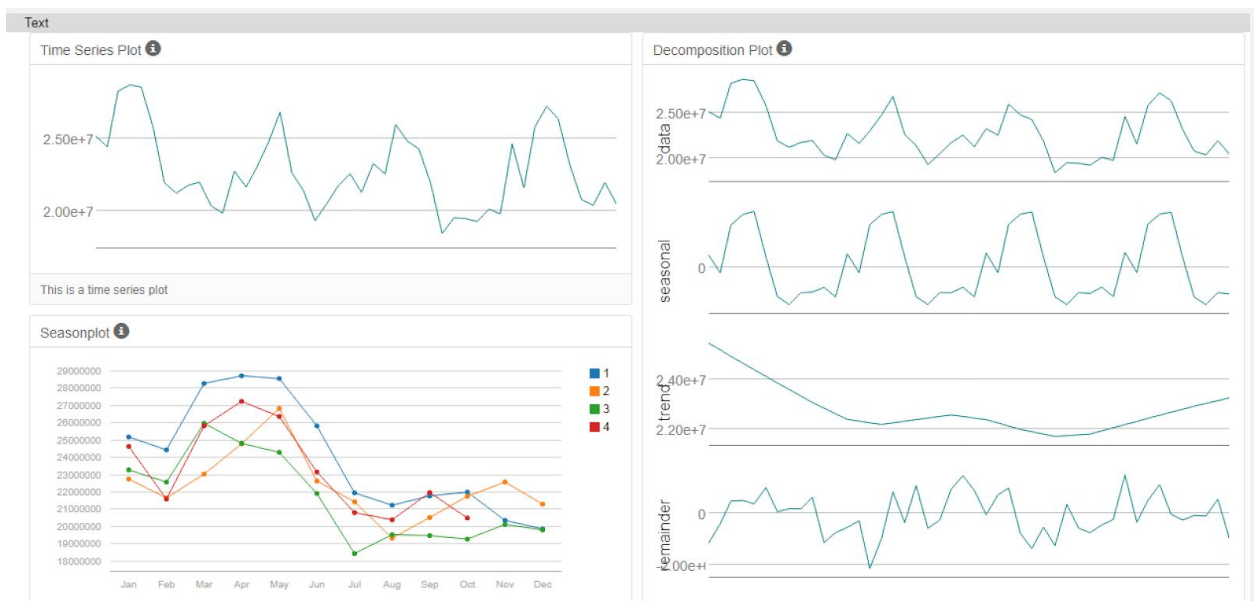 Text
Time Series Plot
2.50e+7
2.00e+7
This is a time series plot
Seasonplot
29000000
28000000
27000000
26000000
25000000
24000000
23000000
22000000
21000000
20000000
19000000
18000000
Jan Feb Mar Apr May Jun Jul Aug Sep Oct Nov Dec
1
2
3
4
Decomposition Plot
2.50e+7
data
2.00e+7
0
seasonal
2.40e+7
trend
2.20e+7
0
remainder
-2.00e+6